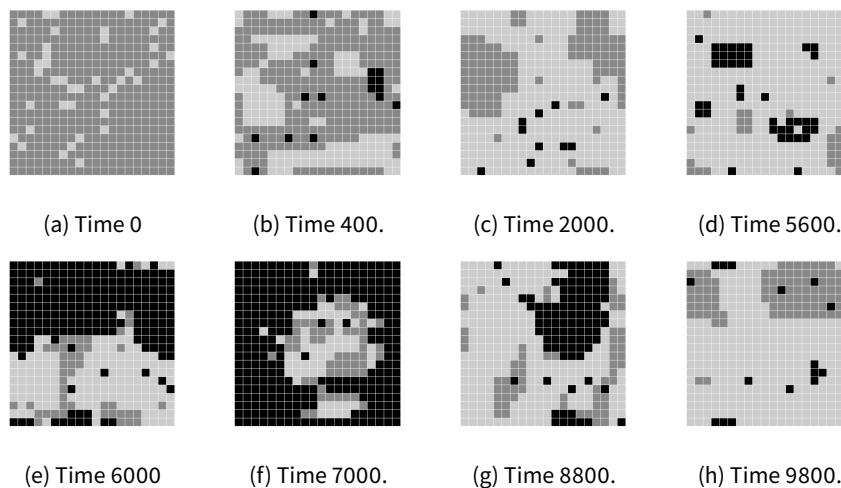 (a) Time 0
(b) Time 400.
(c) Time 2000.
(d) Time 5600.
(e) Time 6000
(f) Time 7000.
(g) Time 8800.
(h) Time 9800.